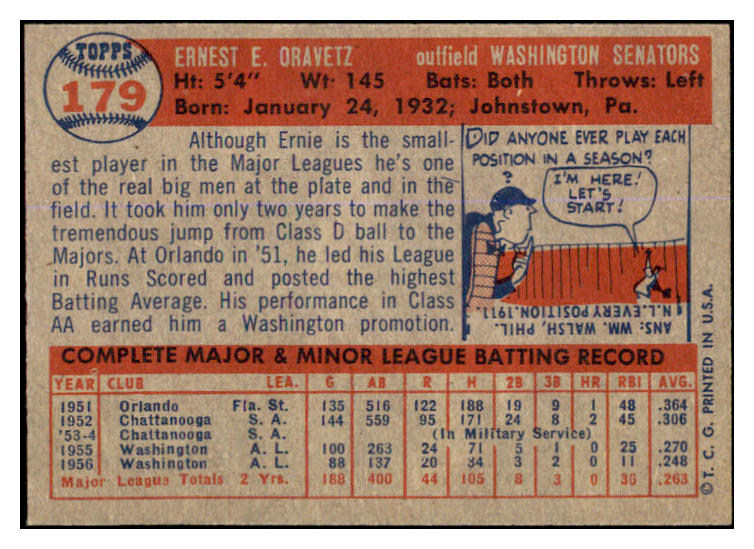 TOPPS
179
ERNEST E. ORAVETZ outfield WASHINGTON SENATORS
Ht: 5'4" Wt: 145 Bats: Both Throws: Left
Born: January 24, 1932; Johnstown, Pa.
Although Ernie is the small-
est player in the Major Leagues he's one
of the real big men at the plate and in the
field. It took him only two years to make the
tremendous jump from Class D ball to the
Majors. At Orlando in '51, he led his League
in Runs Scored and posted the highest
Batting Average. His performance in Class
AA earned him a Washington promotion.
DID ANYONE EVER PLAY EACH
POSITION IN A SEASON?
?
I'M HERE!
LET'S
START!
ANS: WM. WALSH, PHIL.
N.L. EVERY POSITION. 1911.
COMPLETE MAJOR & MINOR LEAGUE BATTING RECORD
YEAR CLUB LEA. G AB R H 2B 3B HR RBI AVG.
1951 Orlando Fla. St. 135 516 122 188 19 9 1 48 .364
1952 Chattanooga S. A. 144 559 95 171 24 8 2 45 .306
'53-4 Chattanooga S. A. (In Military Service)
1955 Washington A. L. 100 263 24 71 5 1 0 25 .270
1956 Washington A. L. 88 137 20 34 3 2 0 11 .248
Major League Totals 2 Yrs. 188 400 44 105 8 3 0 36 .263
© T. C. G. PRINTED IN U.S.A.